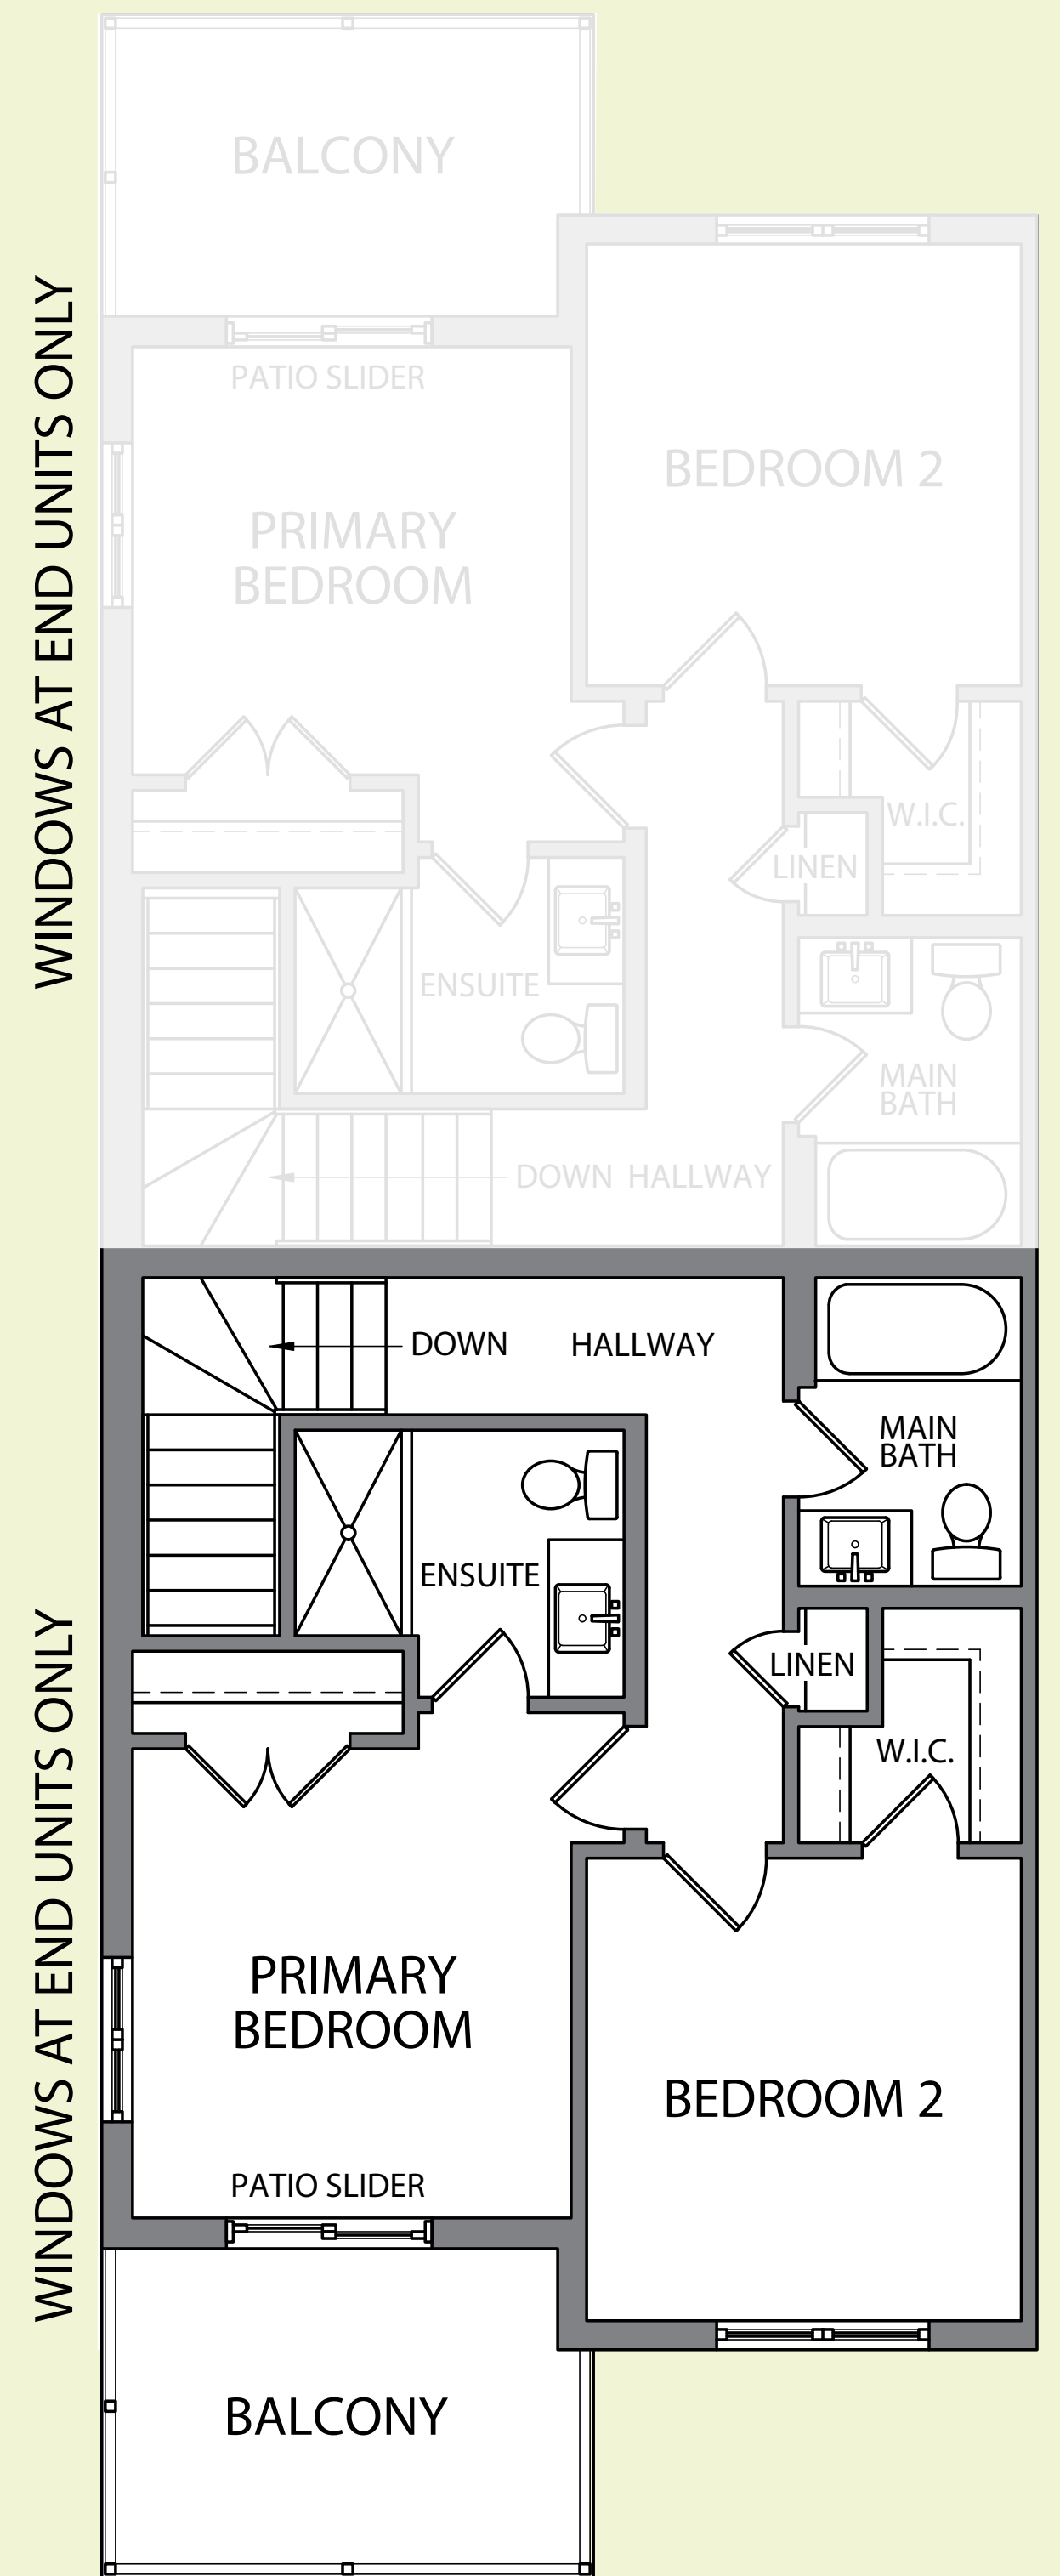 BALCONY
PATIO SLIDER
WINDOWS AT END UNITS ONLY
BEDROOM 2
PRIMARY
BEDROOM
W.I.C.
LINEN
ENSUITE
MAIN
BATH
DOWN HALLWAY
DOWN HALLWAY
MAIN
BATH
ENSUITE
LINEN
W.I.C.
WINDOWS AT END UNITS ONLY
PRIMARY
BEDROOM
BEDROOM 2
PATIO SLIDER
BALCONY